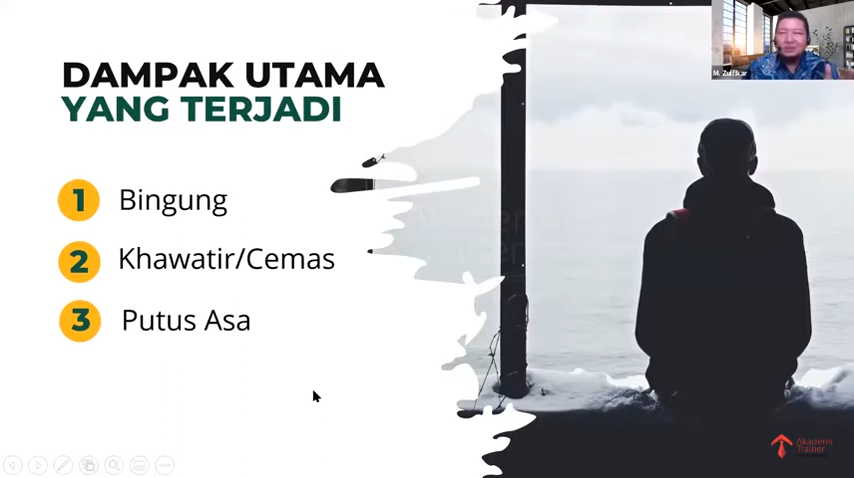 DAMPAK UTAMA
YANG TERJADI
1 Bingung
2 Khawatir/Cemas
3 Putus Asa
M. Zulfikar
Akademi
Trainer